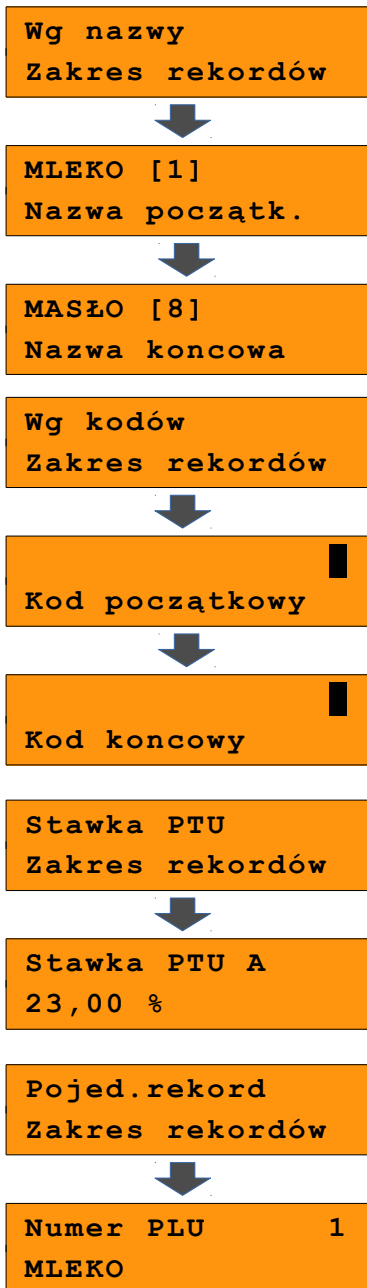 Wg nazwy
Zakres rekordów
MLEKO [1]
Nazwa początk.
MASŁO [8]
Nazwa koncowa
Wg kodów
Zakres rekordów
Kod początkowy
Kod koncowy
Stawka PTU
Zakres rekordów
Stawka PTU A
23,00 %
Pojed.rekord
Zakres rekordów
Numer PLU 1
MLEKO